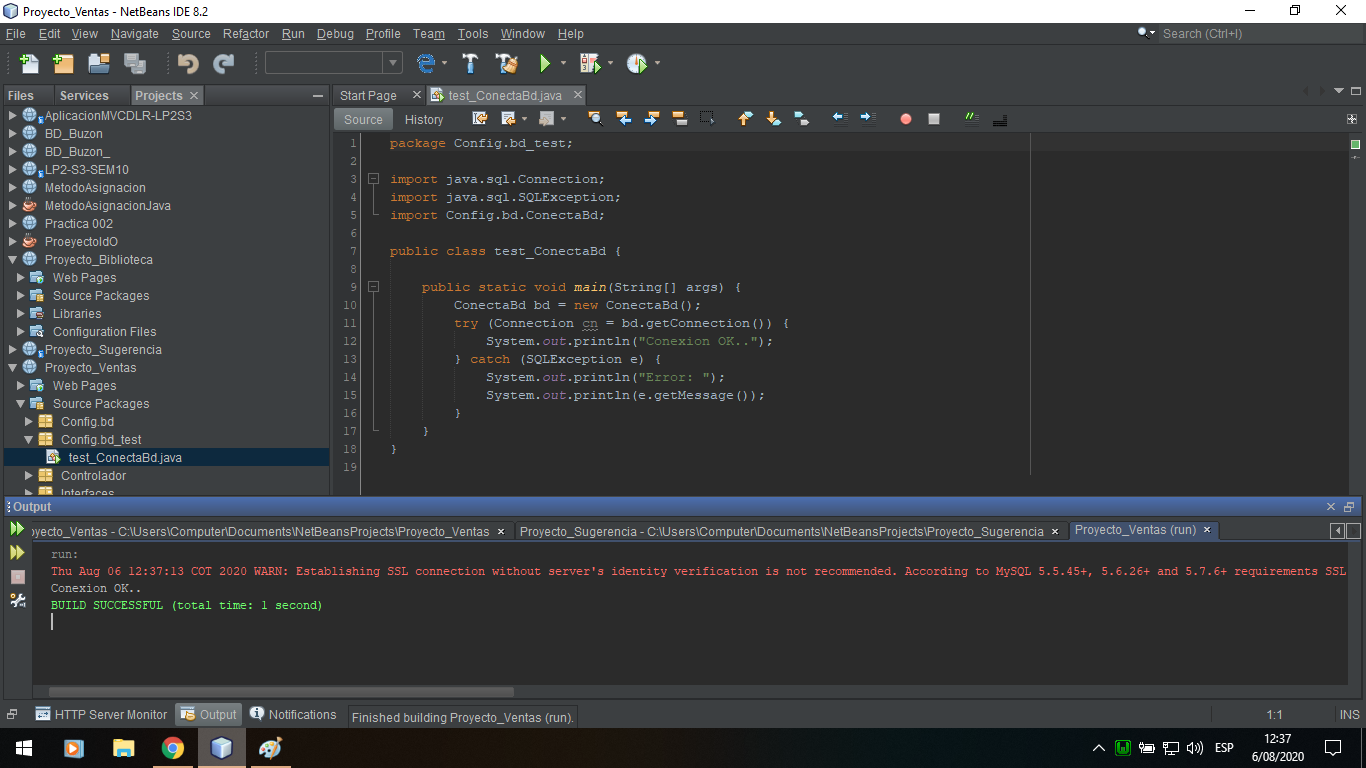 Proyecto_Ventas - NetBeans IDE 8.2
File Edit View Navigate Source Refactor Run Debug Profile Team Tools Window Help
Search (Ctrl+I)
Files Services Projects
Start Page test_ConectaBd.java
Source History
AplicacionMVCDLR-LP2S3
BD_Buzon
BD_Buzon_
LP2-S3-SEM10
MetodoAsignacion
MetodoAsignacionJava
Practica 002
ProeyectoIdO
Proyecto_Biblioteca
Web Pages
Source Packages
Libraries
Configuration Files
Proyecto_Sugerencia
Proyecto_Ventas
Web Pages
Source Packages
Config.bd
Config.bd_test
test_ConectaBd.java
Controlador
Interfaces
1 package Config.bd_test;
2
3 import java.sql.Connection;
4 import java.sql.SQLException;
5 import Config.bd.ConectaBd;
6
7 public class test_ConectaBd {
8
9 public static void main(String[] args) {
10 ConectaBd bd = new ConectaBd();
11 try (Connection cn = bd.getConnection()) {
12 System.out.println("Conexion OK..");
13 } catch (SQLException e) {
14 System.out.println("Error: ");
15 System.out.println(e.getMessage());
16 }
17 }
18 }
19
Output
oyecto_Ventas - C:\Users\Computer\Documents\NetBeansProjects\Proyecto_Ventas Proyecto_Sugerencia - C:\Users\Computer\Documents\NetBeansProjects\Proyecto_Sugerencia Proyecto_Ventas (run)
run:
Thu Aug 06 12:37:13 COT 2020 WARN: Establishing SSL connection without server's identity verification is not recommended. According to MySQL 5.5.45+, 5.6.26+ and 5.7.6+ requirements SSL
Conexion OK..
BUILD SUCCESSFUL (total time: 1 second)
HTTP Server Monitor Output Notifications Finished building Proyecto_Ventas (run). 1:1 INS
ESP
12:37
6/08/2020